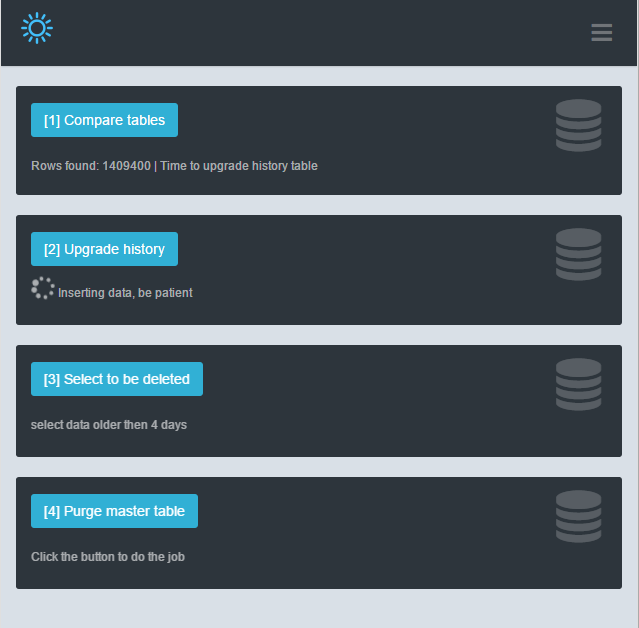 [1] Compare tables
Rows found: 1409400 | Time to upgrade history table
[2] Upgrade history
Inserting data, be patient
[3] Select to be deleted
select data older then 4 days
[4] Purge master table
Click the button to do the job